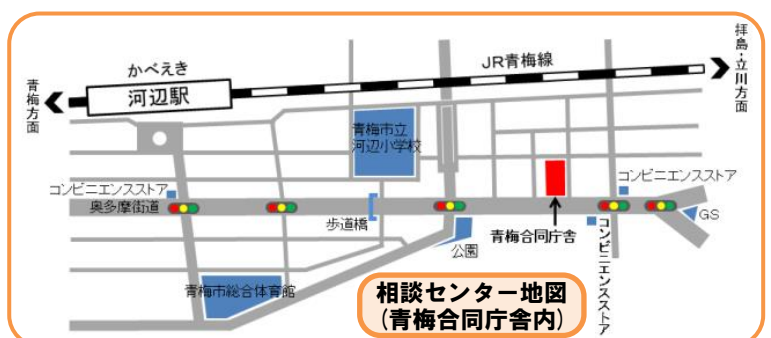 拝島・立川方面
JR青梅線
かべえき
河辺駅
青梅方面
青梅市立
河辺小学校
コンビニエンスストア
コンビニエンスストア
奥多摩街道
GS
歩道橋
青梅合同庁舎
公園
コンビニエンスストア
青梅市総合体育館
相談センター地図
(青梅合同庁舎内)